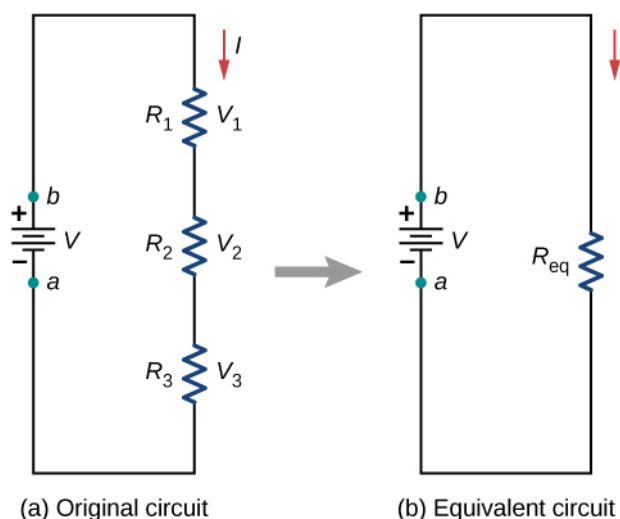 I
R1 V1
b
+
V
R2 V2
−
a
R3 V3
(a) Original circuit
b
+
V
Req
−
a
(b) Equivalent circuit